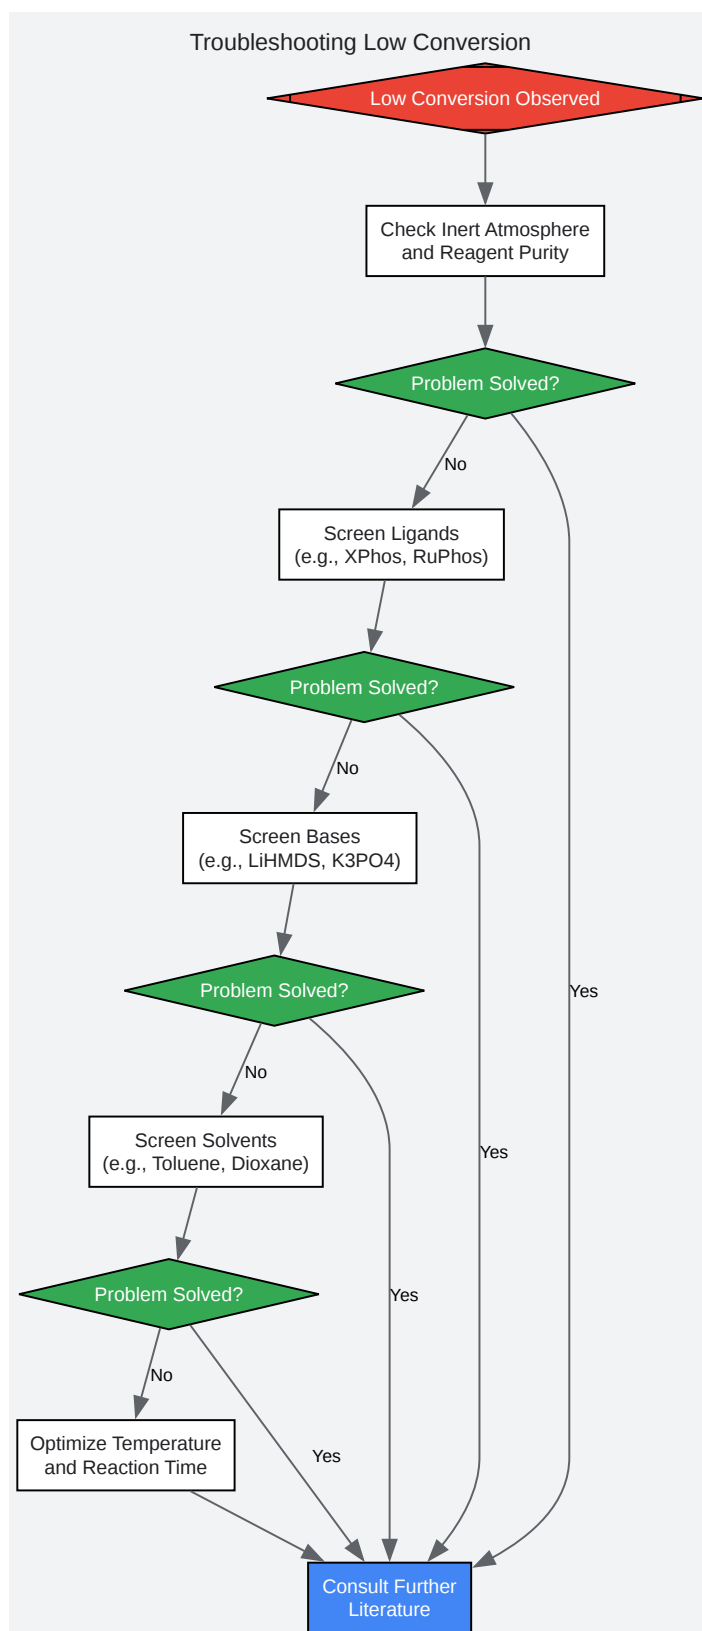 Troubleshooting Low Conversion
Low Conversion Observed
Check Inert Atmosphere
and Reagent Purity
Problem Solved?
No
Screen Ligands
(e.g., XPhos, RuPhos)
Problem Solved?
No
Screen Bases
(e.g., LiHMDS, K3PO4)
Problem Solved?
Yes
No
Screen Solvents
(e.g., Toluene, Dioxane)
Yes
Problem Solved?
Yes
No
Optimize Temperature
and Reaction Time
Yes
Consult Further
Literature